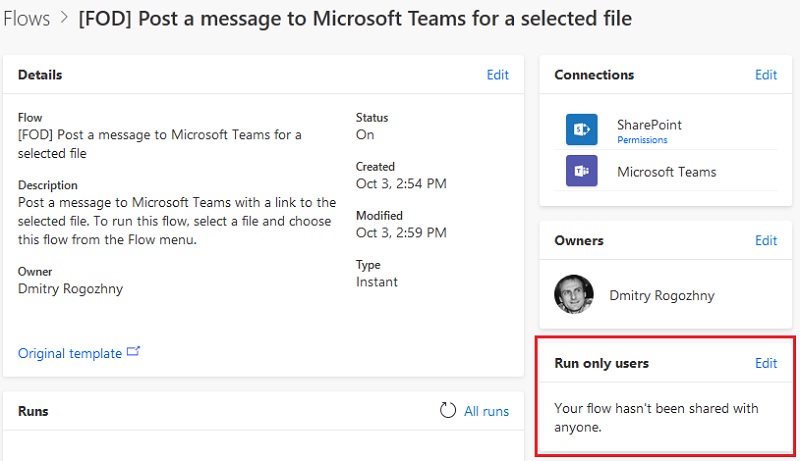 Flows > [FOD] Post a message to Microsoft Teams for a selected file
Details
Edit
Flow
[FOD] Post a message to Microsoft Teams for a
selected file
Description
Post a message to Microsoft Teams with a link to the
selected file. To run this flow, select a file and choose
this flow from the Flow menu.
Owner
Dmitry Rogozhny
Status
On
Created
Oct 3, 2:54 PM
Modified
Oct 3, 2:59 PM
Type
Instant
Original template
Runs
All runs
Connections
Edit
SharePoint
Permissions
Microsoft Teams
Owners
Edit
Dmitry Rogozhny
Run only users
Edit
Your flow hasn't been shared with
anyone.